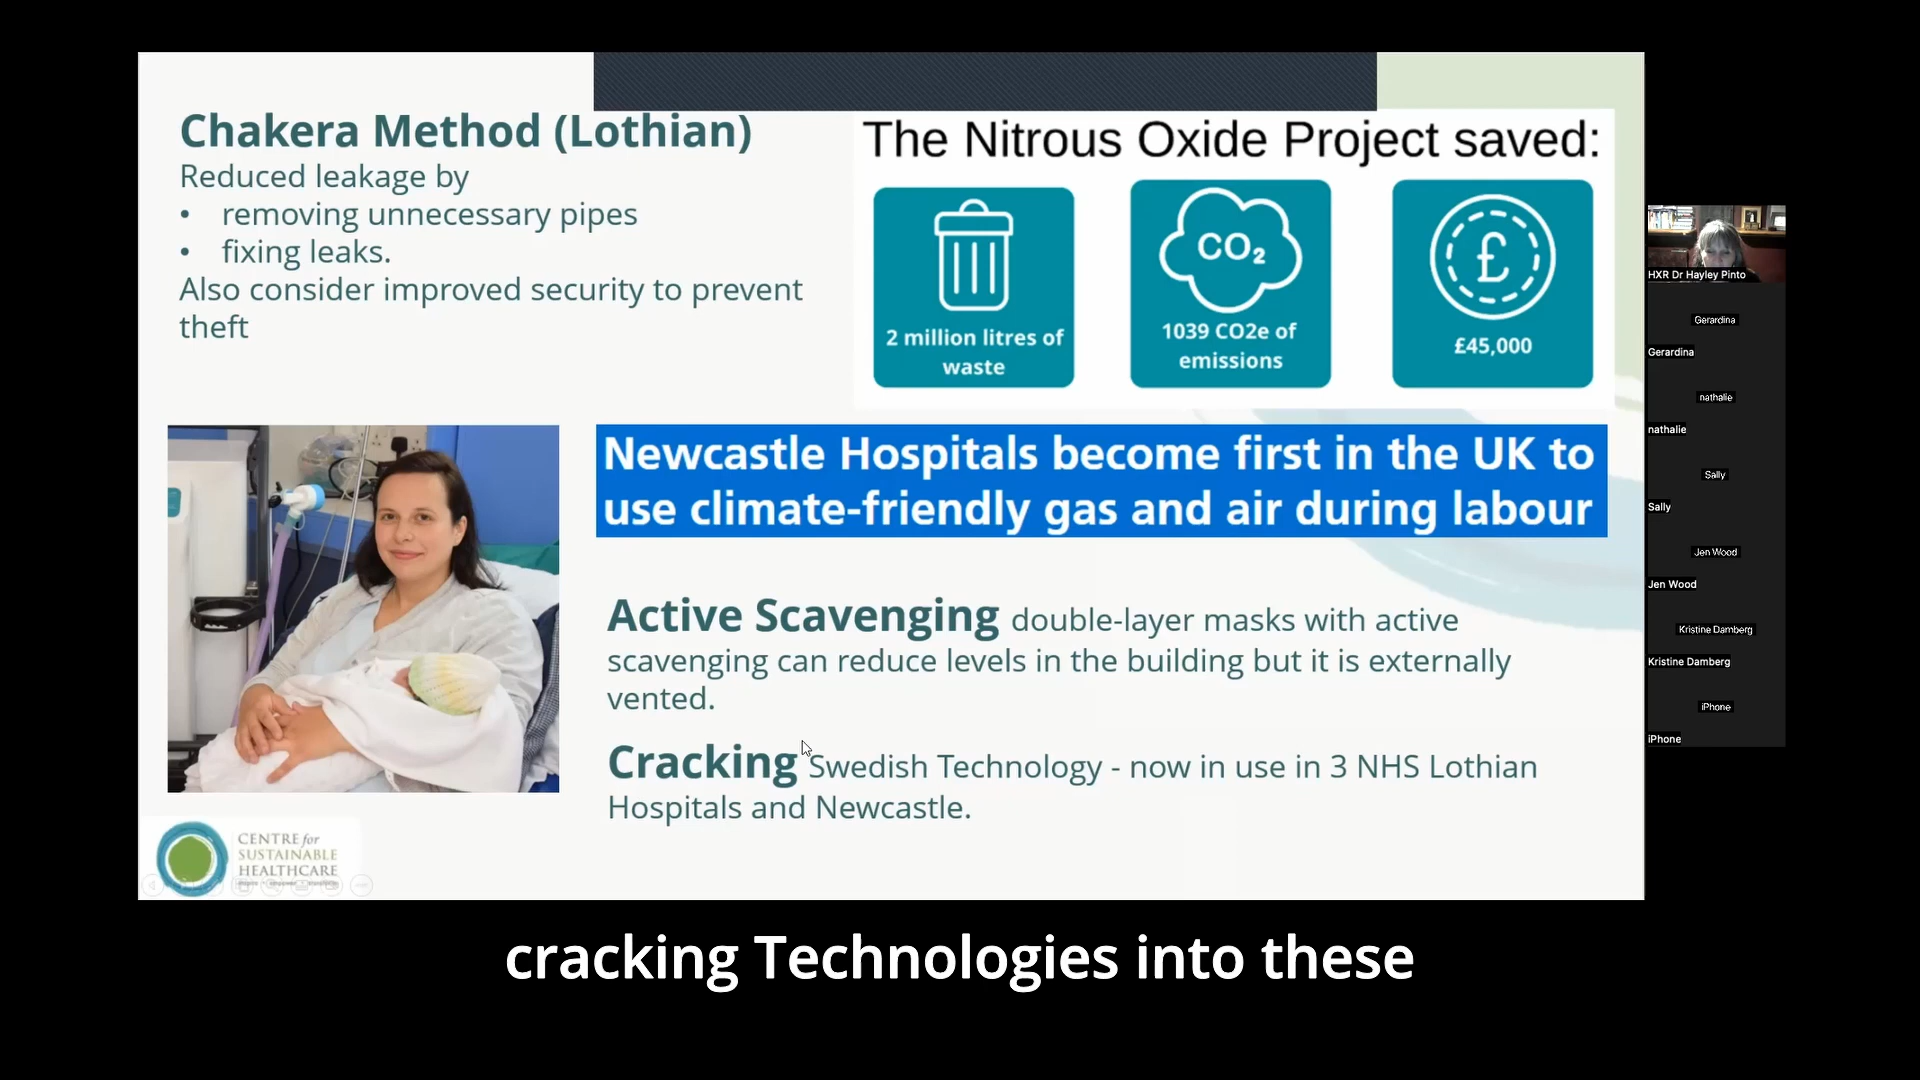 Chakera Method (Lothian)
Reduced leakage by
• removing unnecessary pipes
• fixing leaks.
Also consider improved security to prevent
theft
The Nitrous Oxide Project saved:
2 million litres of
waste
CO₂
1039 CO2e of
emissions
£
£45,000
Newcastle Hospitals become first in the UK to
use climate-friendly gas and air during labour
Active Scavenging double-layer masks with active
scavenging can reduce levels in the building but it is externally
vented.
Cracking Swedish Technology - now in use in 3 NHS Lothian
Hospitals and Newcastle.
CENTRE for
SUSTAINABLE
HEALTHCARE
HXR Dr Hayley Pinto
Gerardina
Gerardina
nathalie
nathalie
Sally
Sally
Jen Wood
Jen Wood
Kristine Damberg
Kristine Damberg
iPhone
iPhone
cracking Technologies into these